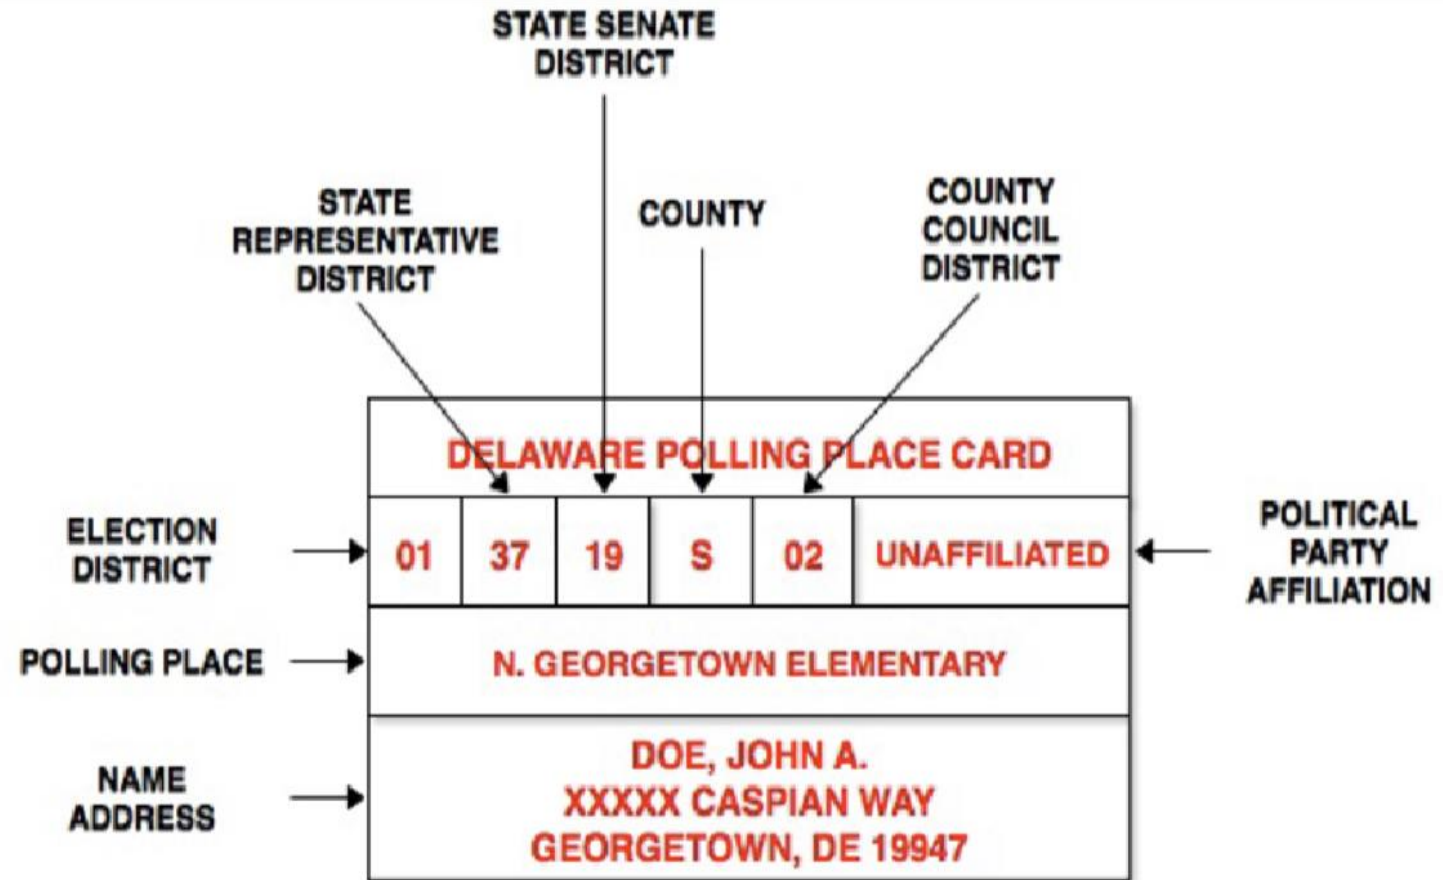 STATE SENATE
DISTRICT
STATE
REPRESENTATIVE
DISTRICT
COUNTY
COUNTY
COUNCIL
DISTRICT
DELAWARE POLLING PLACE CARD
ELECTION
DISTRICT
01 37 19 S 02 UNAFFILIATED
POLITICAL
PARTY
AFFILIATION
POLLING PLACE
N. GEORGETOWN ELEMENTARY
NAME
ADDRESS
DOE, JOHN A.
XXXXX CASPIAN WAY
GEORGETOWN, DE 19947